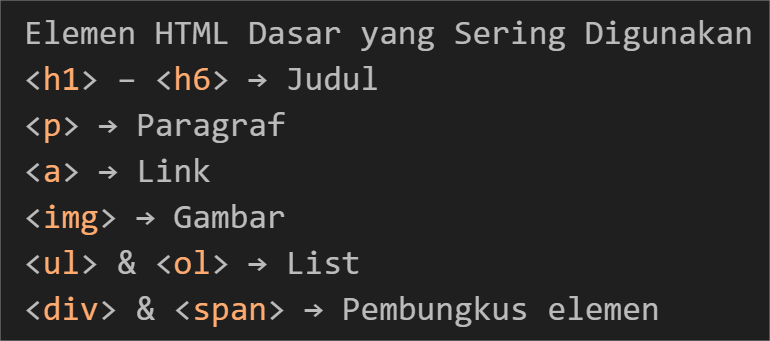 Elemen HTML Dasar yang Sering Digunakan
<h1> – <h6> → Judul
<p> → Paragraf
<a> → Link
<img> → Gambar
<ul> & <ol> → List
<div> & <span> → Pembungkus elemen